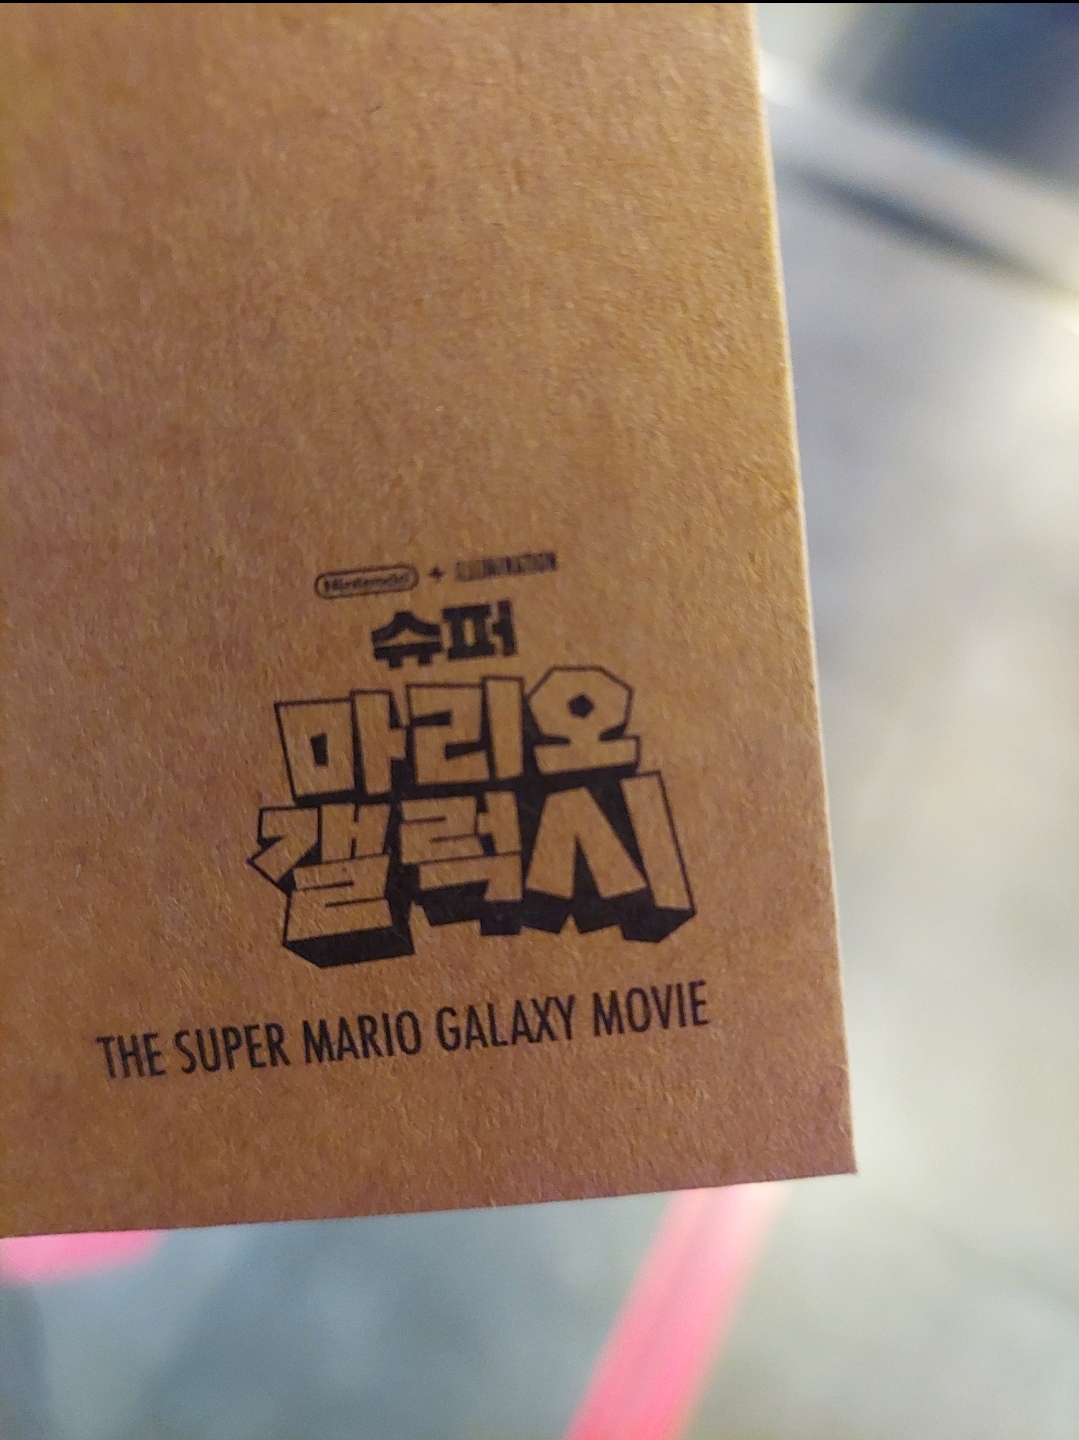 Nintendo + ILLUMINATION
슈퍼
마리오
갤럭시
THE SUPER MARIO GALAXY MOVIE